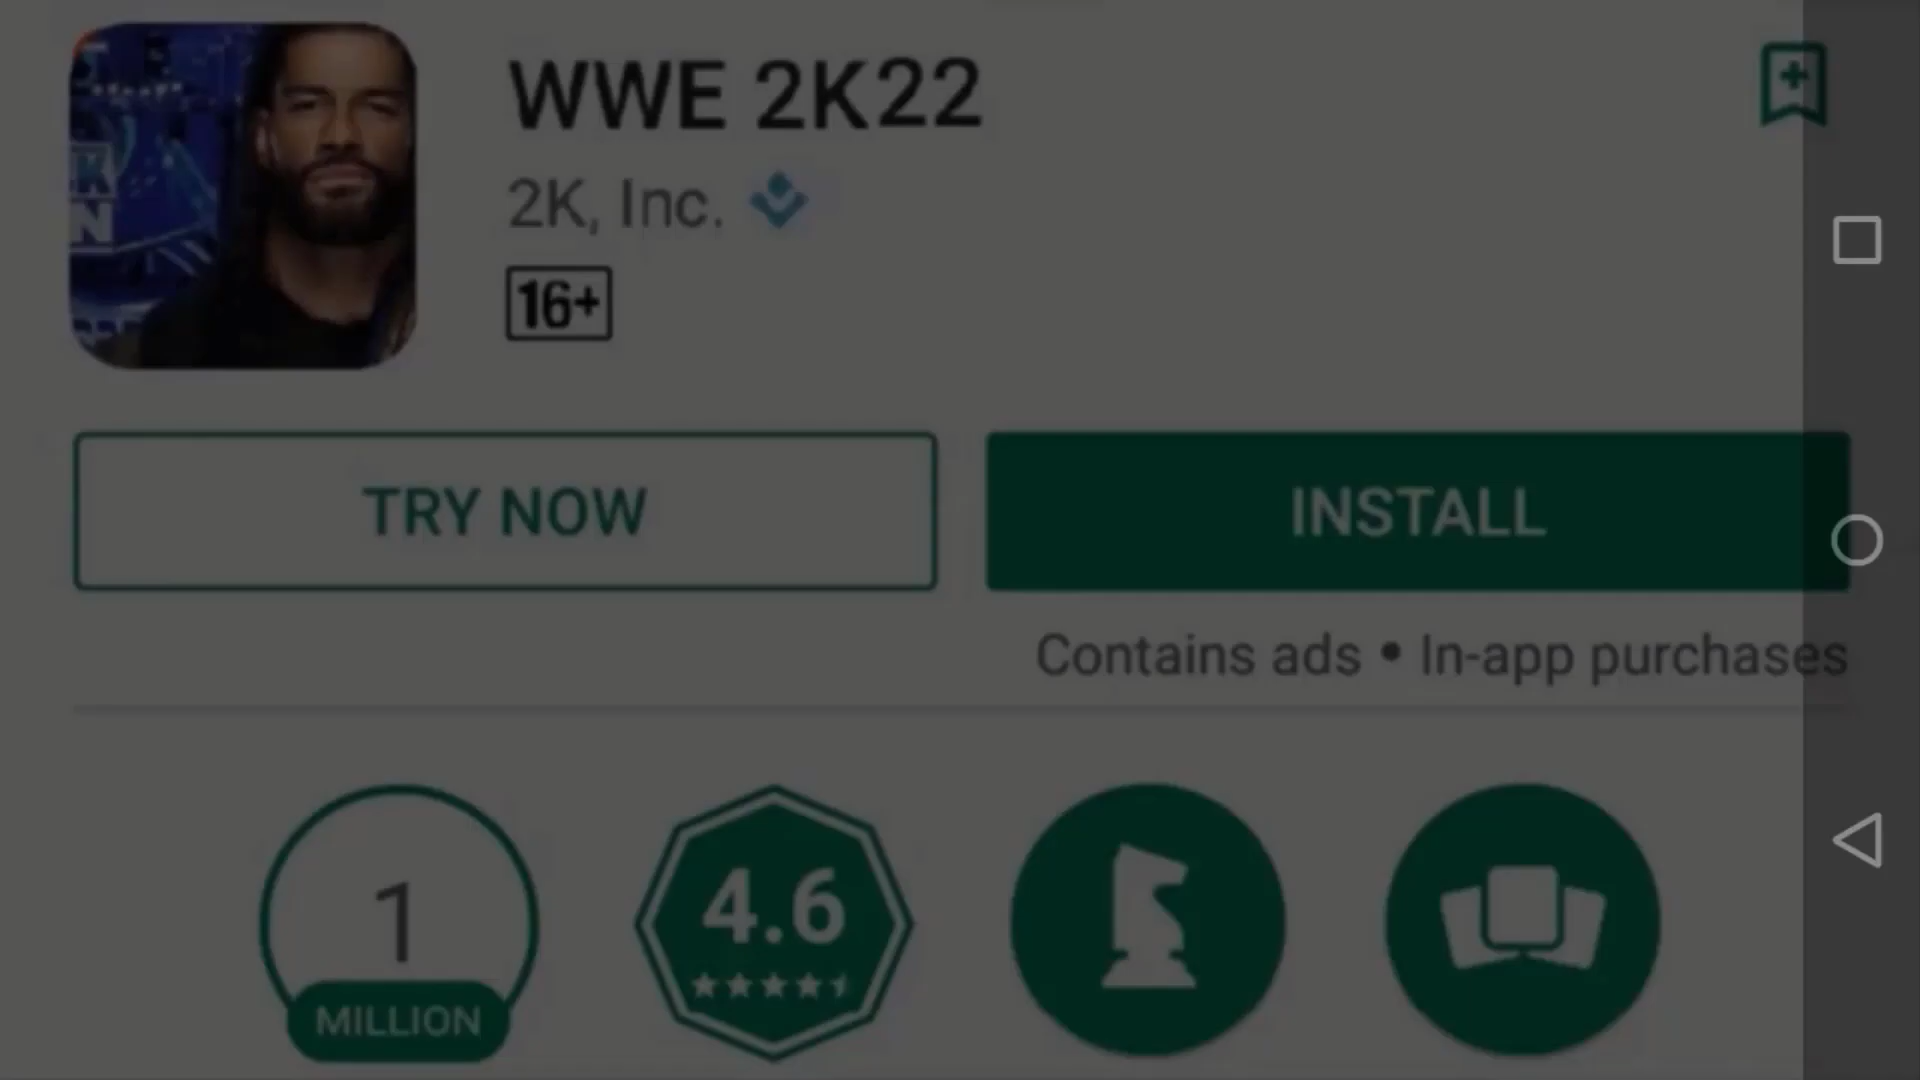 WWE 2K22
2K, Inc.
16+
TRY NOW
INSTALL
Contains ads • In-app purchases
1
MILLION
4.6